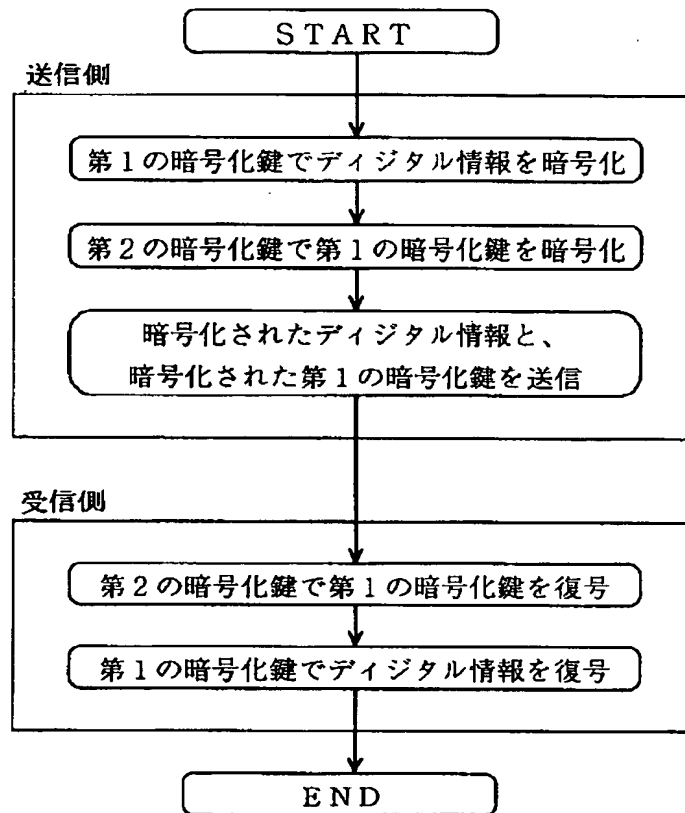 START
送信側
第1の暗号化鍵でディジタル情報を暗号化
第2の暗号化鍵で第1の暗号化鍵を暗号化
暗号化されたディジタル情報と、
暗号化された第1の暗号化鍵を送信
受信側
第2の暗号化鍵で第1の暗号化鍵を復号
第1の暗号化鍵でディジタル情報を復号
END